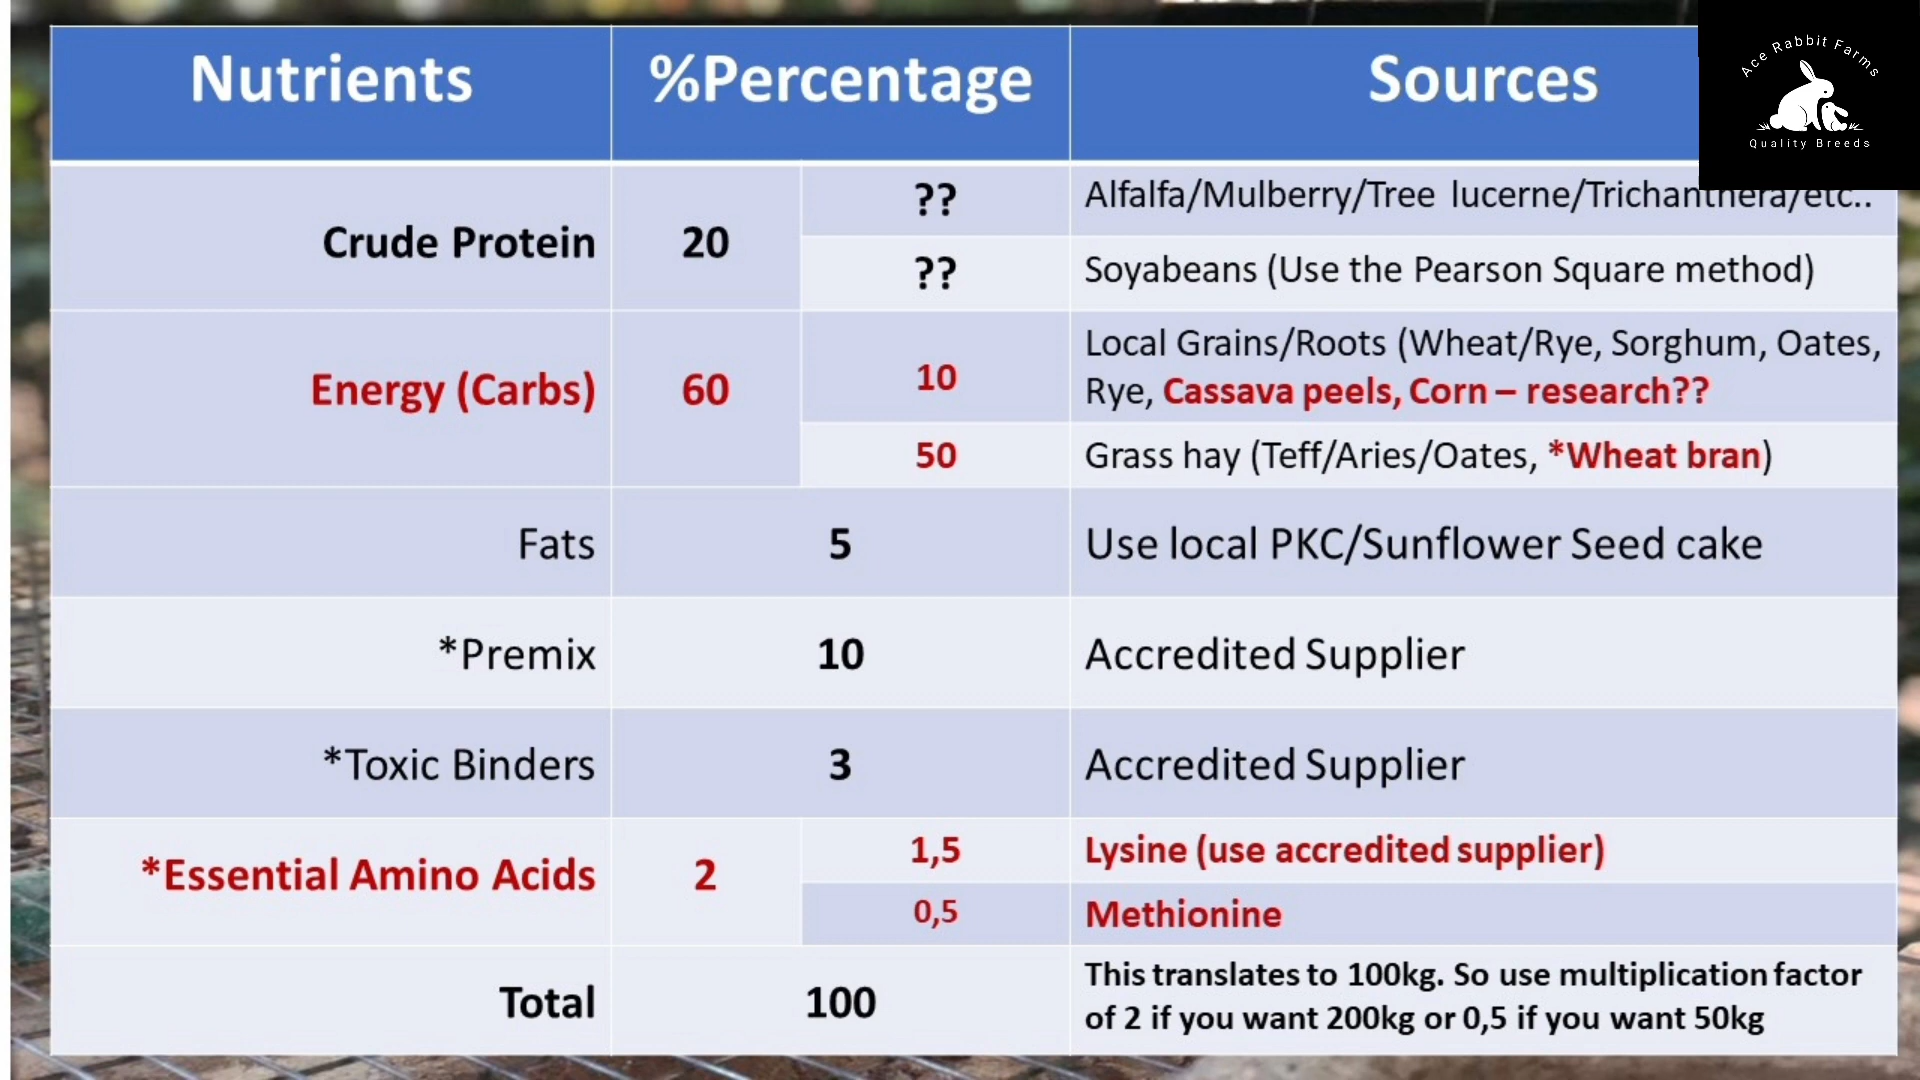 Nutrients
%Percentage
Sources
Ace Rabbit Farms
Quality Breeds
Crude Protein
20
??
Alfalfa/Mulberry/Tree lucerne/Trichanthera/etc..
??
Soyabeans (Use the Pearson Square method)
Energy (Carbs)
60
10
Local Grains/Roots (Wheat/Rye, Sorghum, Oates,
Rye, Cassava peels, Corn – research??
50
Grass hay (Teff/Aries/Oates, *Wheat bran)
Fats
5
Use local PKC/Sunflower Seed cake
*Premix
10
Accredited Supplier
*Toxic Binders
3
Accredited Supplier
*Essential Amino Acids
2
1,5
Lysine (use accredited supplier)
0,5
Methionine
Total
100
This translates to 100kg. So use multiplication factor
of 2 if you want 200kg or 0,5 if you want 50kg